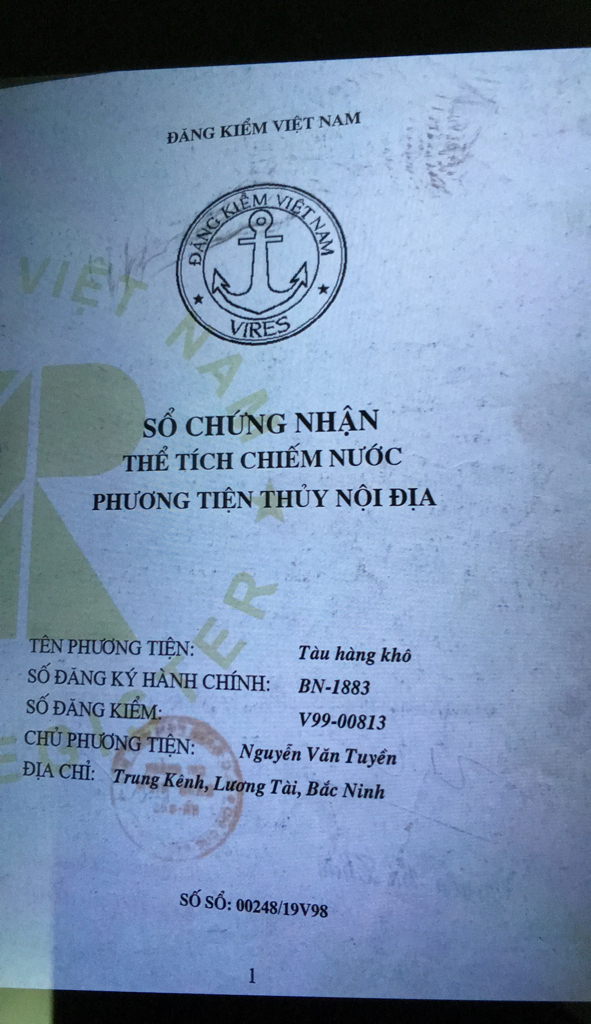 ĐĂNG KIỂM VIỆT NAM
ĐĂNG KIỂM VIỆT NAM
VIRES
VIỆT NAM
SỔ CHỨNG NHẬN
THỂ TÍCH CHIẾM NƯỚC
PHƯƠNG TIỆN THỦY NỘI ĐỊA
TÊN PHƯƠNG TIỆN: Tàu hàng khô
SỐ ĐĂNG KÝ HÀNH CHÍNH: BN-1883
SỐ ĐĂNG KIỂM: V99-00813
CHỦ PHƯƠNG TIỆN: Nguyễn Văn Tuyển
ĐỊA CHỈ: Trung Kênh, Lương Tài, Bắc Ninh
SỐ SỔ: 00248/19V98
1